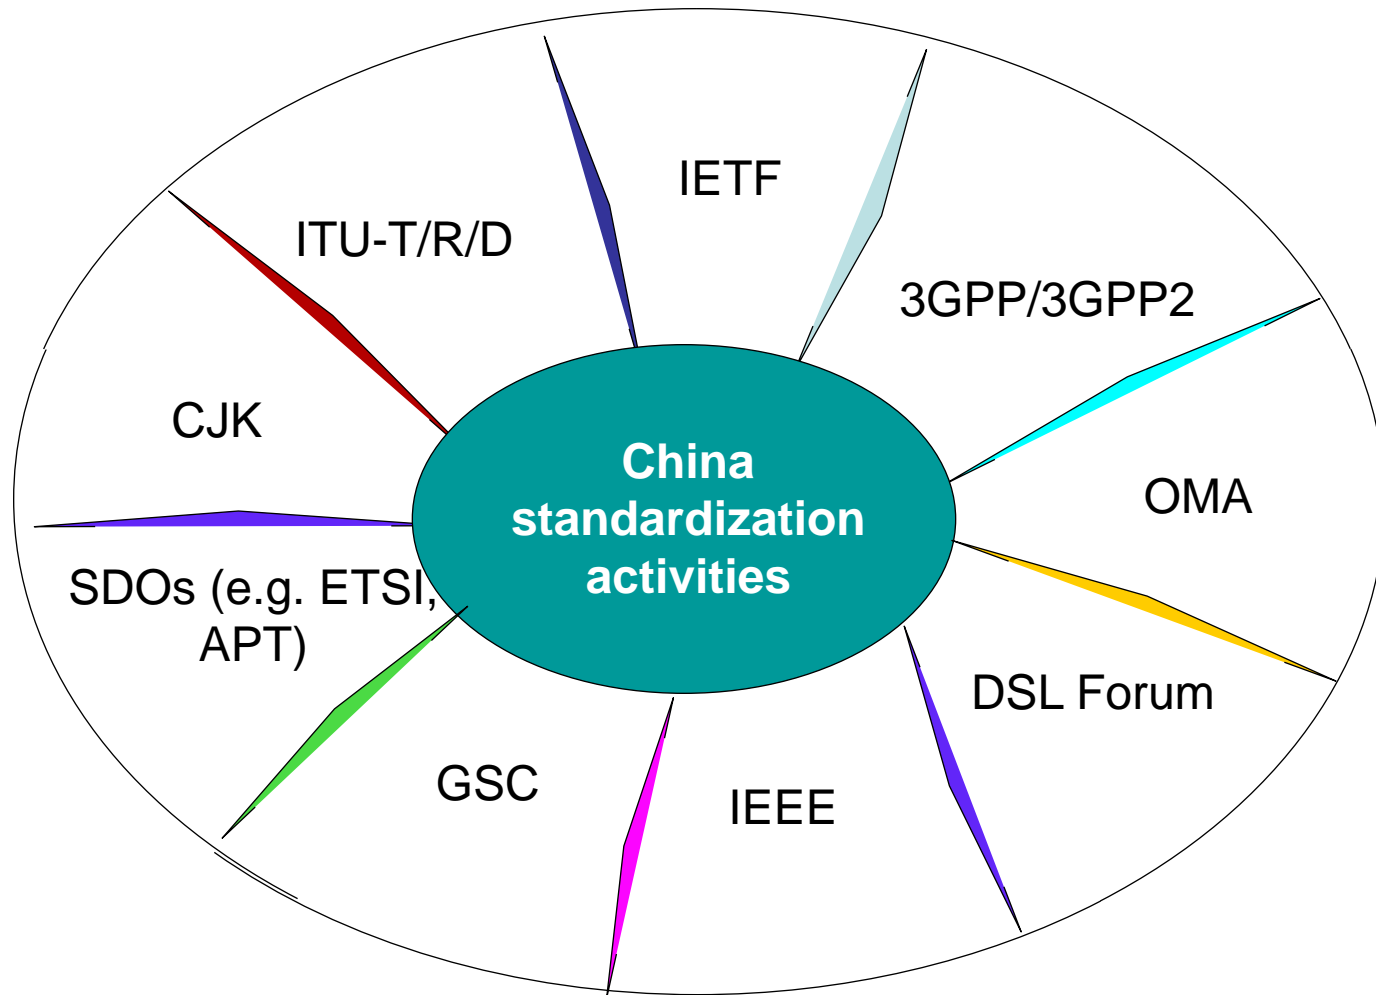 IETF
ITU-T/R/D
3GPP/3GPP2
CJK
China
standardization
activities
OMA
SDOs (e.g. ETSI,
APT)
DSL Forum
GSC
IEEE